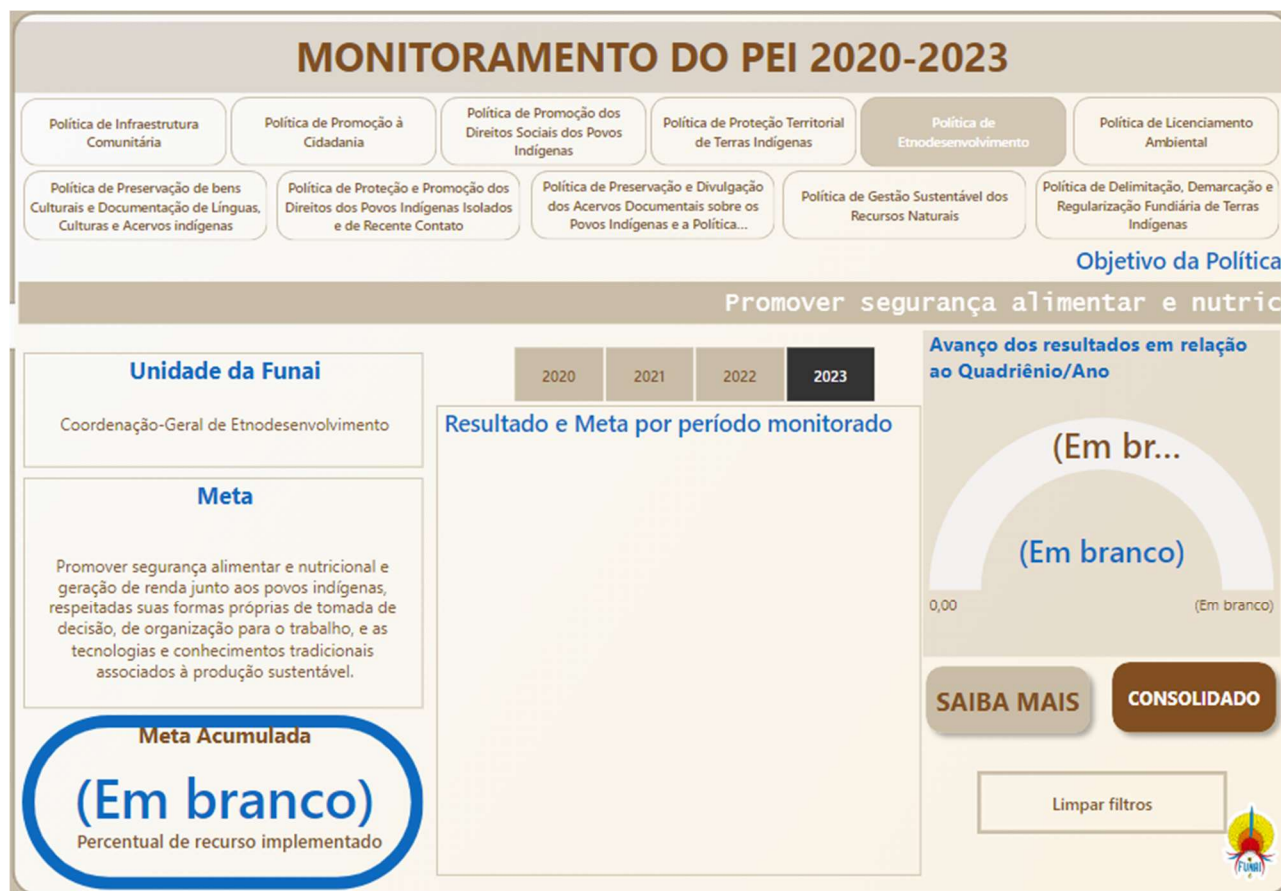 MONITORAMENTO DO PEI 2020-2023
Política de Infraestrutura
Comunitária
Política de Promoção à
Cidadania
Política de Promoção dos
Direitos Sociais dos Povos
Indígenas
Política de Proteção Territorial
de Terras Indígenas
Política de
Etnodesenvolvimento
Política de Licenciamento
Ambiental
Política de Preservação de bens
Culturais e Documentação de Línguas,
Culturas e Acervos indígenas
Política de Proteção e Promoção dos
Direitos dos Povos Indígenas Isolados
e de Recente Contato
Política de Preservação e Divulgação
dos Acervos Documentais sobre os
Povos Indígenas e a Política...
Política de Gestão Sustentável dos
Recursos Naturais
Política de Delimitação, Demarcação e
Regularização Fundiária de Terras
Indígenas
Objetivo da Política
Promover segurança alimentar e nutric
Unidade da Funai
Coordenação-Geral de Etnodesenvolvimento
Meta
Promover segurança alimentar e nutricional e
geração de renda junto aos povos indígenas,
respeitadas suas formas próprias de tomada de
decisão, de organização para o trabalho, e as
tecnologias e conhecimentos tradicionais
associados à produção sustentável.
Meta Acumulada
(Em branco)
Percentual de recurso implementado
2020 2021 2022 2023
Resultado e Meta por período monitorado
Avanço dos resultados em relação
ao Quadriênio/Ano
(Em br...
(Em branco)
0,00 (Em branco)
SAIBA MAIS
CONSOLIDADO
Limpar filtros
FUNAI